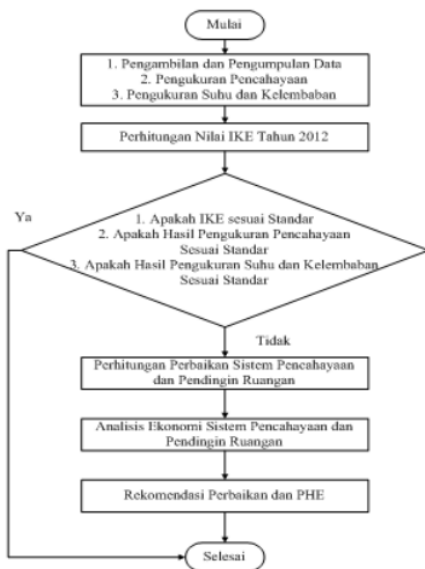 Mulai
1. Pengambilan dan Pengumpulan Data
2. Pengukuran Pencahayaan
3. Pengukuran Suhu dan Kelembaban
Perhitungan Nilai IKE Tahun 2012
Ya
1. Apakah IKE sesuai Standar
2. Apakah Hasil Pengukuran Pencahayaan
Sesuai Standar
3. Apakah Hasil Pengukuran Suhu dan Kelembaban
Sesuai Standar
Tidak
Perhitungan Perbaikan Sistem Pencahayaan
dan Pendingin Ruangan
Analisis Ekonomi Sistem Pencahayaan dan
Pendingin Ruangan
Rekomendasi Perbaikan dan PHE
Selesai